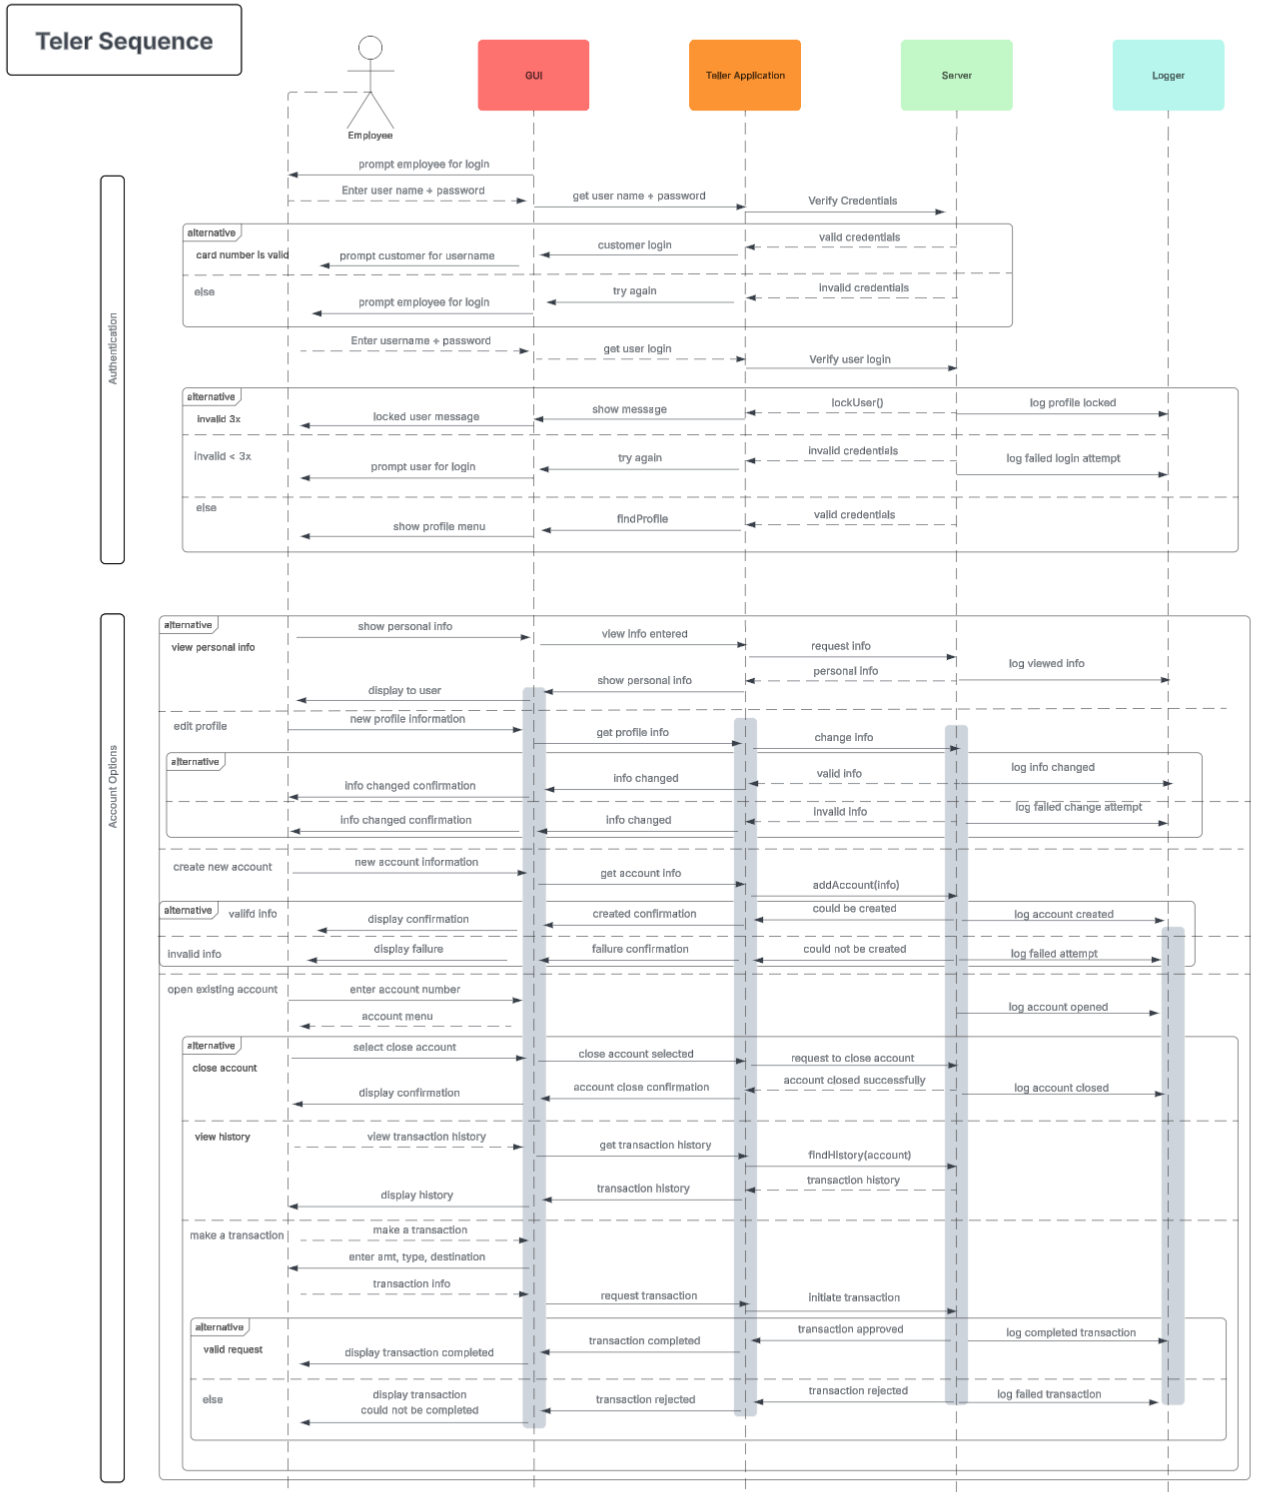 Teler Sequence
Employee
GUI
Teller Application
Server
Logger
Authentication
prompt employee for login
Enter user name + password
get user name + password
Verify Credentials
alternative
card number is valid
valid credentials
customer login
prompt customer for username
else
invalid credentials
try again
prompt employee for login
Enter username + password
get user login
Verify user login
alternative
invalid 3x
lockUser()
log profile locked
show message
locked user message
invalid < 3x
invalid credentials
log failed login attempt
try again
prompt user for login
else
valid credentials
findProfile
show profile menu
Account Options
alternative
view personal info
show personal info
view info entered
request info
log viewed info
personal info
show personal info
display to user
edit profile
new profile information
get profile info
change info
alternative
valid info
log info changed
info changed
info changed confirmation
invalid info
log failed change attempt
info changed
info changed confirmation
create new account
new account information
get account info
addAccount(info)
alternative
valifd info
could be created
log account created
created confirmation
display confirmation
invalid info
could not be created
log failed attempt
failure confirmation
display failure
open existing account
enter account number
log account opened
account menu
alternative
close account
select close account
close account selected
request to close account
account closed successfully
log account closed
account close confirmation
display confirmation
view history
view transaction history
get transaction history
findHistory(account)
transaction history
transaction history
display history
make a transaction
make a transaction
enter amt, type, destination
transaction info
request transaction
initiate transaction
alternative
valid request
transaction approved
log completed transaction
transaction completed
display transaction completed
else
transaction rejected
log failed transaction
transaction rejected
display transaction
could not be completed